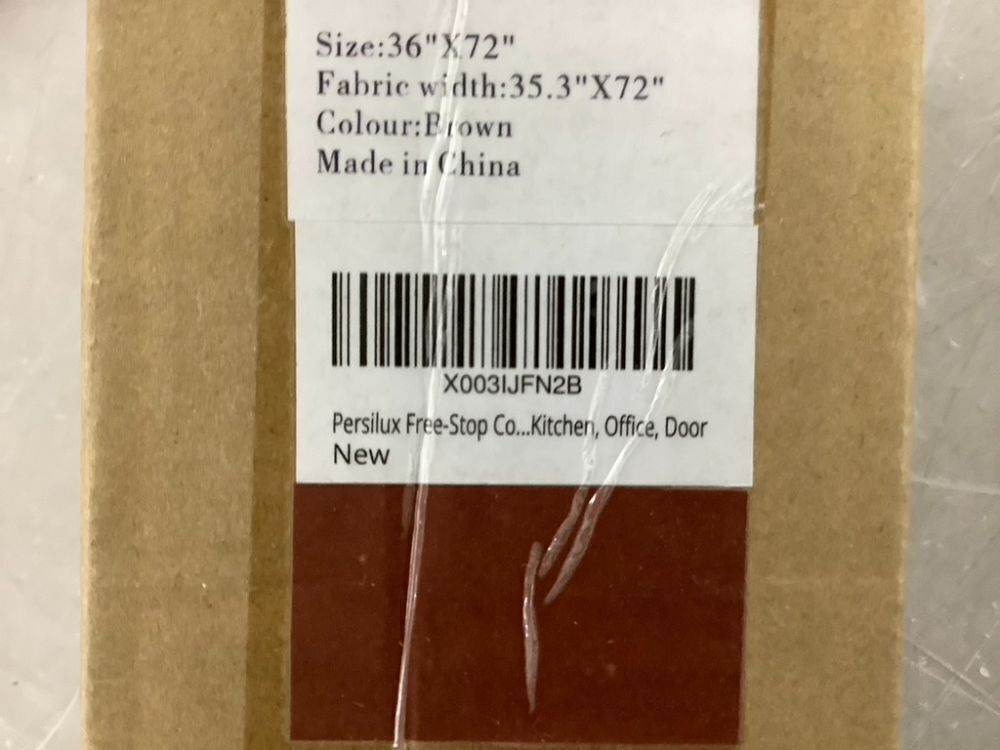 Size:36"X72"
Fabric width:35.3"X72"
Colour:Brown
Made in China
X003IJFN2B
Persilux Free-Stop Co...Kitchen, Office, Door
New